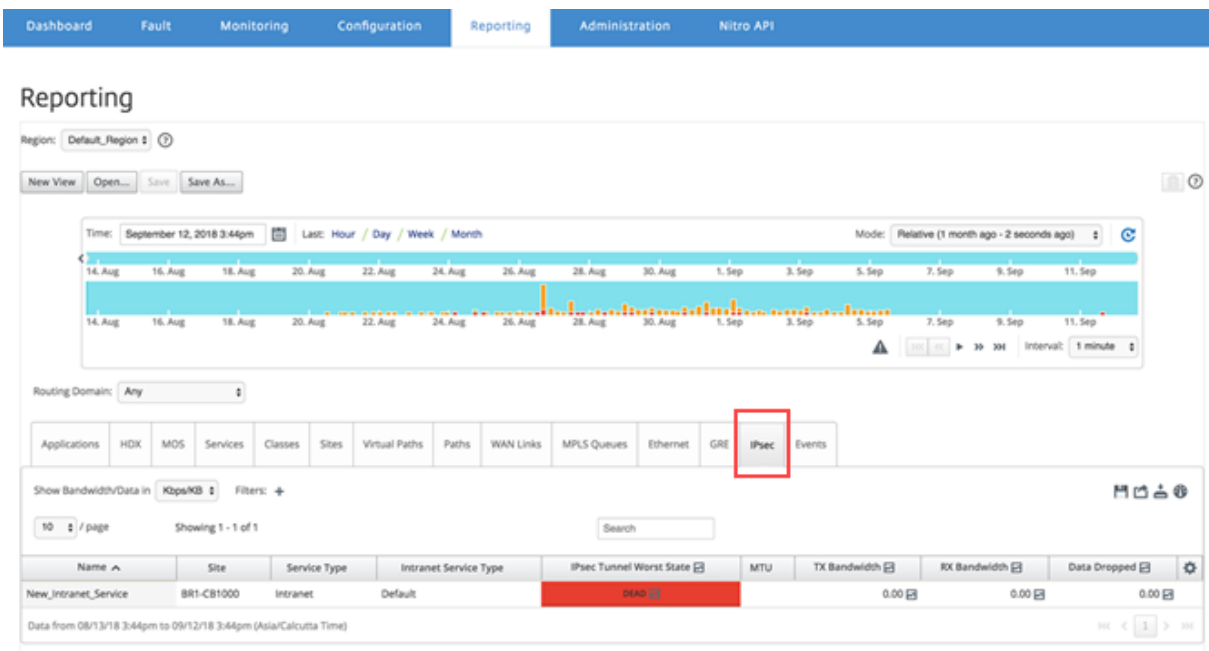 Dashboard Fault Monitoring Configuration Reporting Administration Nitro API
Reporting
Region: Default_Region
New View Open... Save Save As...
Time: September 12, 2018 3:44pm Last: Hour / Day / Week / Month Mode: Relative (1 month ago - 2 seconds ago)
14. Aug 16. Aug 18. Aug 20. Aug 22. Aug 24. Aug 26. Aug 28. Aug 30. Aug 1. Sep 3. Sep 5. Sep 7. Sep 9. Sep 11. Sep
14. Aug 16. Aug 18. Aug 20. Aug 22. Aug 24. Aug 26. Aug 28. Aug 30. Aug 1. Sep 3. Sep 5. Sep 7. Sep 9. Sep 11. Sep
Interval: 1 minute
Routing Domain: Any
Applications HDX MOS Services Classes Sites Virtual Paths Paths WAN Links MPLS Queues Ethernet GRE IPsec Events
Show Bandwidth/Data in Kbps/KB Filters: +
10 / page Showing 1 - 1 of 1 Search
Name Site Service Type Intranet Service Type IPsec Tunnel Worst State MTU TX Bandwidth RX Bandwidth Data Dropped
New_Intranet_Service BR1-CB1000 Intranet Default DEAD 0.00 0.00 0.00
Data from 08/13/18 3:44pm to 09/12/18 3:44pm (Asia/Calcutta Time) 1